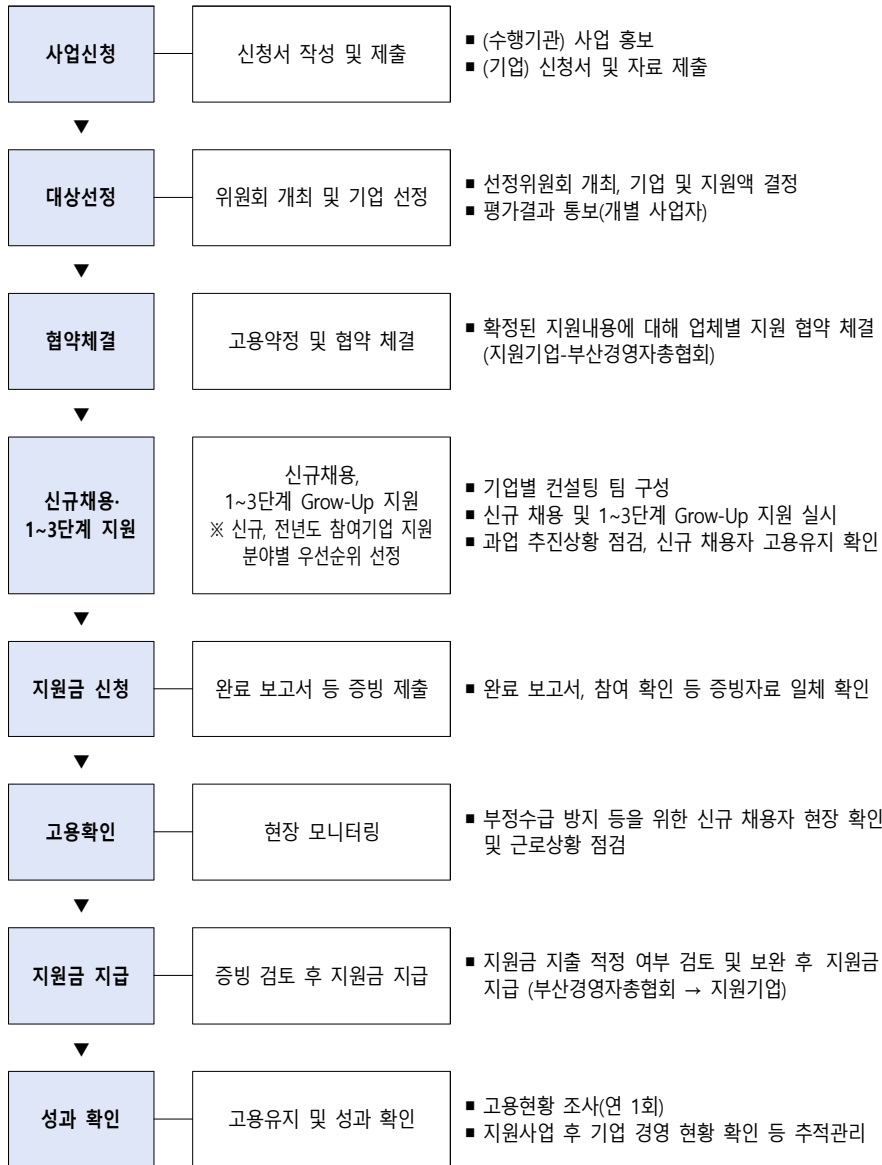 사업신청
신청서 작성 및 제출
■ (수행기관) 사업 홍보
■ (기업) 신청서 및 자료 제출
▼
대상선정
위원회 개최 및 기업 선정
■ 선정위원회 개최, 기업 및 지원액 결정
■ 평가결과 통보(개별 사업자)
▼
협약체결
고용약정 및 협약 체결
■ 확정된 지원내용에 대해 업체별 지원 협약 체결
(지원기업-부산경영자총협회)
▼
신규채용·
1~3단계 지원
신규채용,
1~3단계 Grow-Up 지원
※ 신규, 전년도 참여기업 지원
분야별 우선순위 선정
■ 기업별 컨설팅 팀 구성
■ 신규 채용 및 1~3단계 Grow-Up 지원 실시
■ 과업 추진상황 점검, 신규 채용자 고용유지 확인
▼
지원금 신청
완료 보고서 등 증빙 제출
■ 완료 보고서, 참여 확인 등 증빙자료 일체 확인
▼
고용확인
현장 모니터링
■ 부정수급 방지 등을 위한 신규 채용자 현장 확인
및 근로상황 점검
▼
지원금 지급
증빙 검토 후 지원금 지급
■ 지원금 지출 적정 여부 검토 및 보완 후 지원금
지급 (부산경영자총협회 → 지원기업)
▼
성과 확인
고용유지 및 성과 확인
■ 고용현황 조사(연 1회)
■ 지원사업 후 기업 경영 현황 확인 등 추적관리